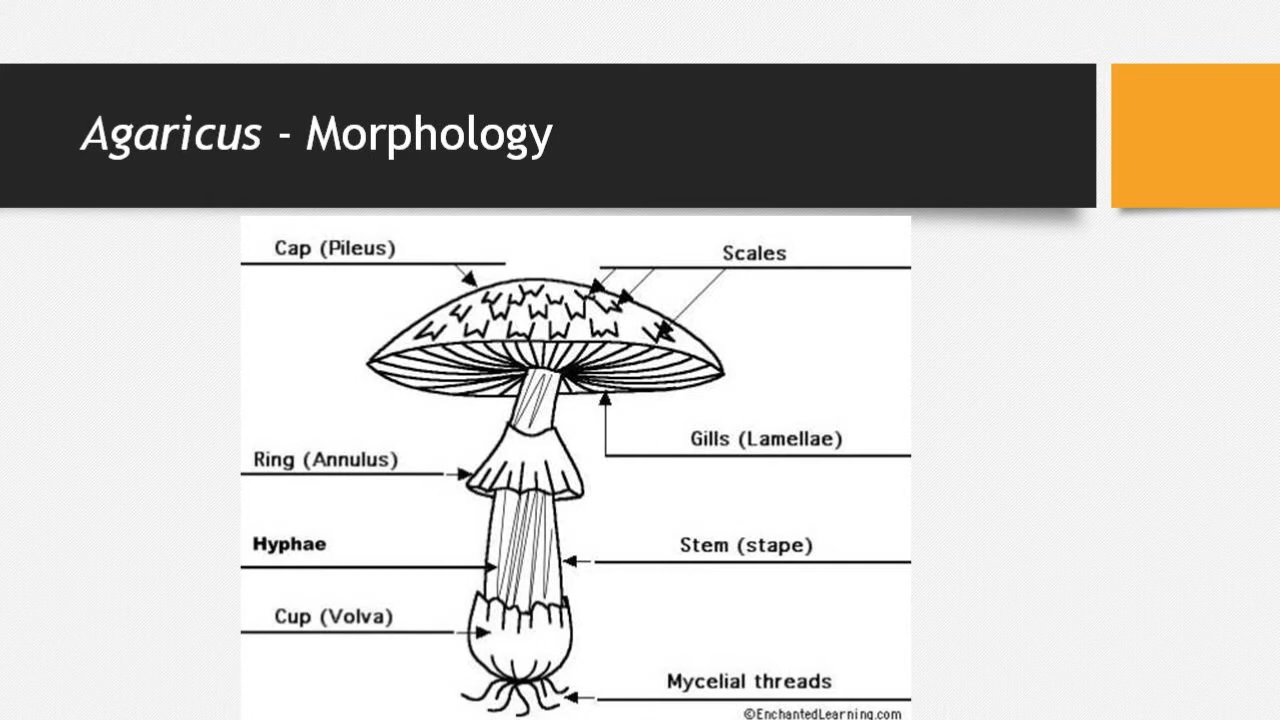 Agaricus - Morphology
Cap (Pileus)
Scales
Gills (Lamellae)
Ring (Annulus)
Hyphae
Stem (stape)
Cup (Volva)
Mycelial threads
©EnchantedLearning.com